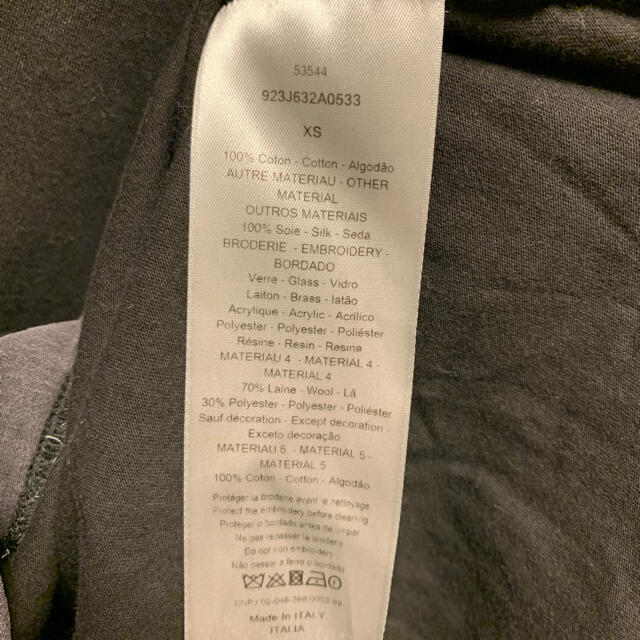 53544
923J632A0533
XS
100% Coton - Cotton - Algodão
AUTRE MATERIAU - OTHER
MATERIAL
OUTROS MATERIAIS
100% Soie - Silk - Seda
BRODERIE - EMBROIDERY -
BORDADO
Verre - Glass - Vidro
Laiton - Brass - latão
Acrylique - Acrylic - Acrílico
Polyester - Polyester - Poliéster
Résine - Resin - Resina
MATERIAU 4 - MATERIAL 4 -
MATERIAL 4
70% Laine - Wool - Lã
30% Polyester - Polyester - Poliéster
Sauf décoration - Except decoration -
Exceto decoração
MATERIAU 5 - MATERIAL 5 -
MATERIAL 5
100% Coton - Cotton - Algodão
Protéger la broderie avant le nettoyage
Protect the embroidery before cleaning
Proteger o bordado antes de limpar
Ne pas repasser la broderie
Do not iron embroidery
Não passar a ferro o bordado
Made In ITALY
ITALIA